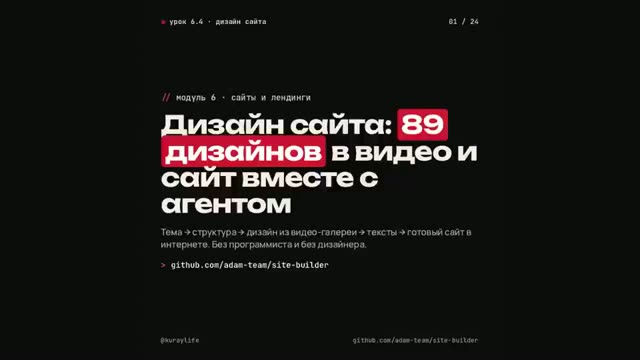 урок 6.4 · дизайн сайта
01 / 24
// модуль 6 · сайты и лендинги
Дизайн сайта: 89
дизайнов в видео и
сайт вместе с
агентом
Тема → структура → дизайн из видео-галереи → тексты → готовый сайт в
интернете. Без программиста и без дизайнера.
> github.com/adam-team/site-builder
@kuraylife
github.com/adam-team/site-builder